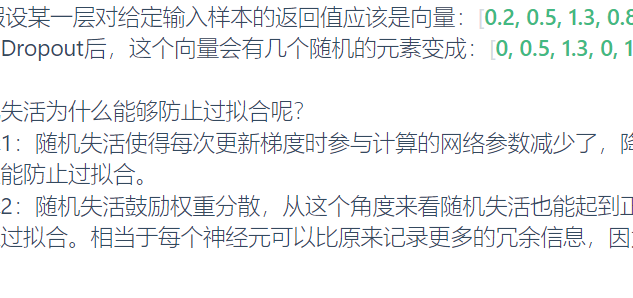 设某一层对给定输入样本的返回值应该是向量：[0.2, 0.5, 1.3, 0.8
Dropout后，这个向量会有几个随机的元素变成：[0, 0.5, 1.3, 0, 1
失活为什么能够防止过拟合呢？
1：随机失活使得每次更新梯度时参与计算的网络参数减少了，降
能防止过拟合。
2：随机失活鼓励权重分散，从这个角度来看随机失活也能起到正
过拟合。相当于每个神经元可以比原来记录更多的冗余信息，因